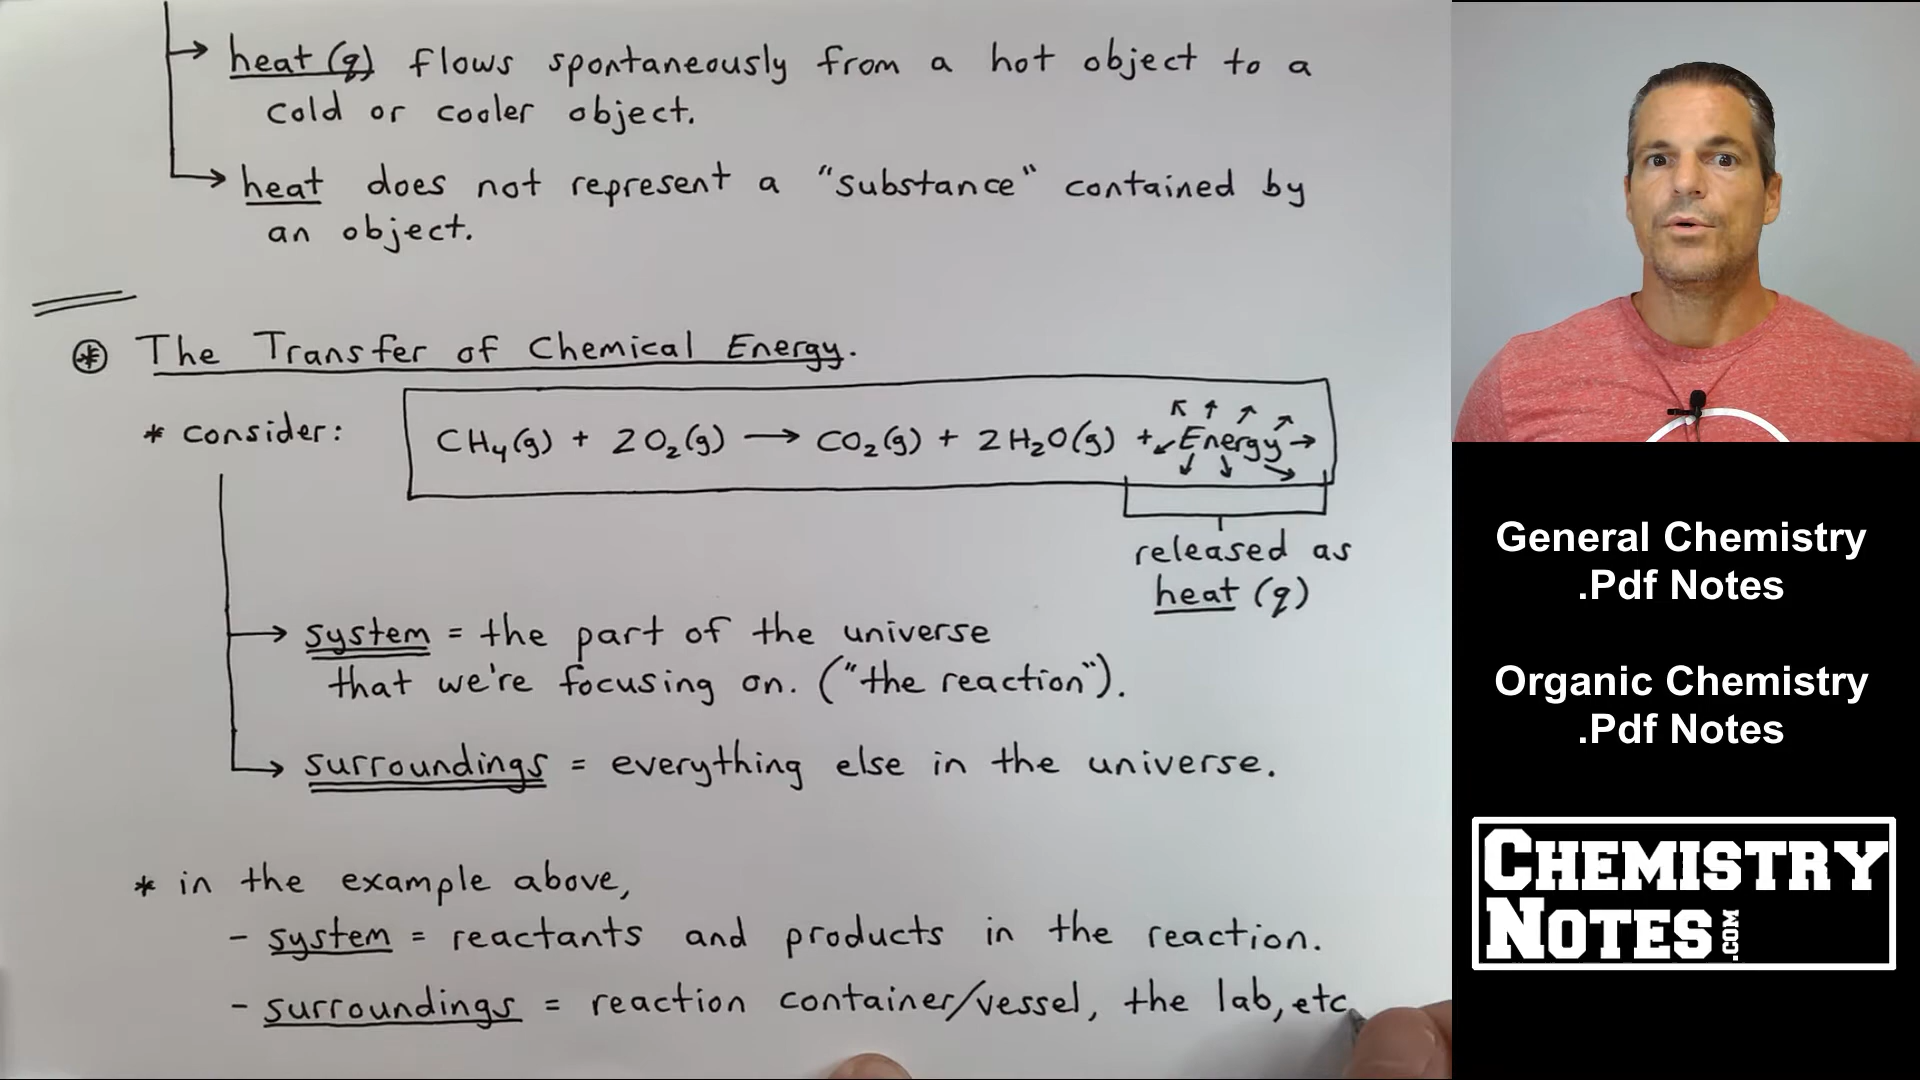 → heat (q) flows spontaneously from a hot object to a
cold or cooler object.
→ heat does not represent a "substance" contained by
an object.
⊛ The Transfer of Chemical Energy.
* consider: CH₄(g) + 2O₂(g) → CO₂(g) + 2H₂O(g) + Energy
released as
heat (q)
→ system = the part of the universe
that we're focusing on. ("the reaction").
→ surroundings = everything else in the universe.
* in the example above,
- system = reactants and products in the reaction.
- surroundings = reaction container/vessel, the lab, etc
General Chemistry
.Pdf Notes
Organic Chemistry
.Pdf Notes
CHEMISTRY
NOTES.COM